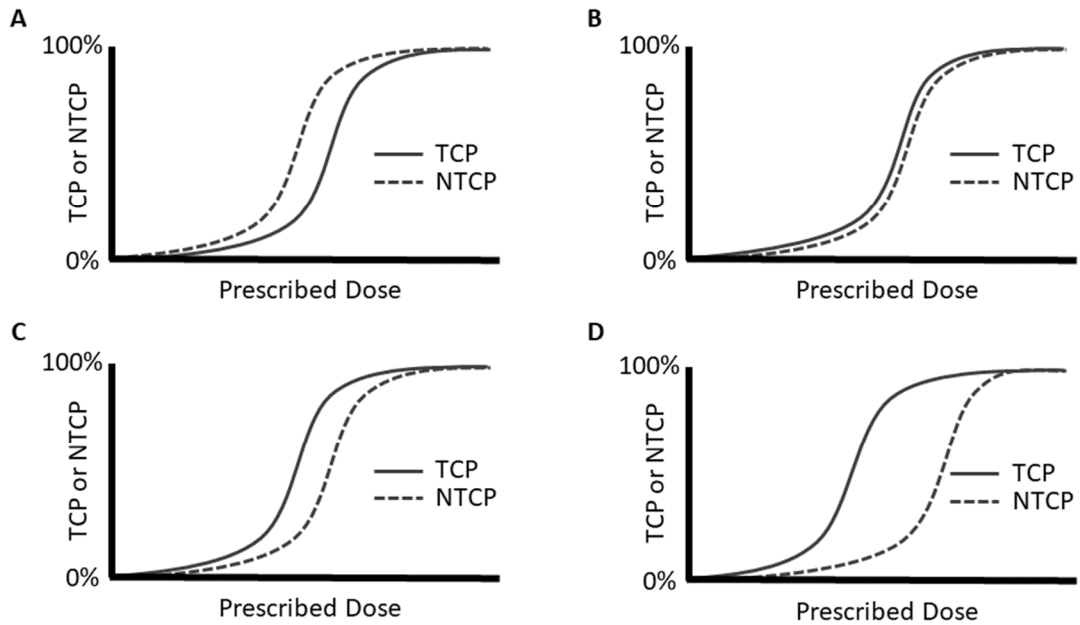 A
100%
TCP or NTCP
TCP
NTCP
0%
Prescribed Dose
B
100%
TCP or NTCP
TCP
NTCP
0%
Prescribed Dose
C
100%
TCP or NTCP
TCP
NTCP
0%
Prescribed Dose
D
100%
TCP or NTCP
TCP
NTCP
0%
Prescribed Dose